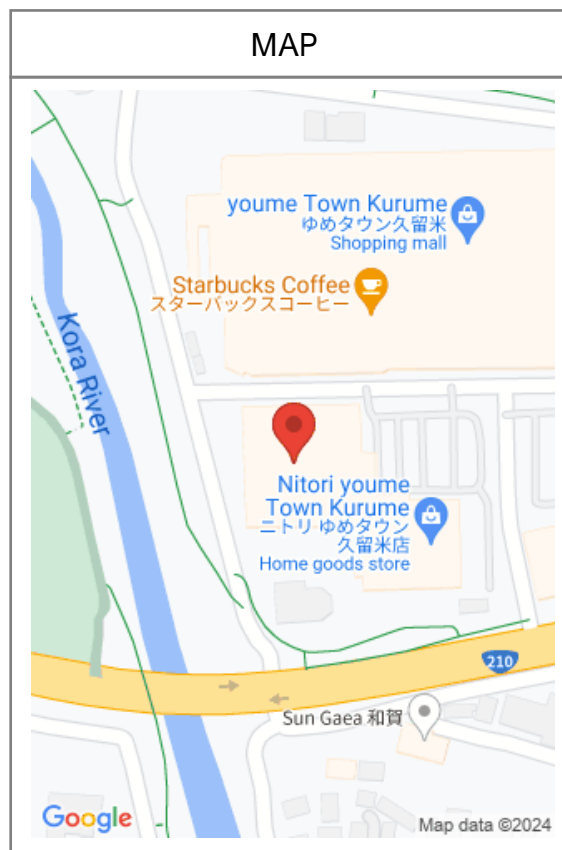 MAP
youme Town Kurume
ゆめタウン久留米
Shopping mall
Starbucks Coffee
スターバックスコーヒー
Kora River
Nitori youme
Town Kurume
ニトリ ゆめタウン
久留米店
Home goods store
210
Sun Gaea 和賀
Google
Map data ©2024